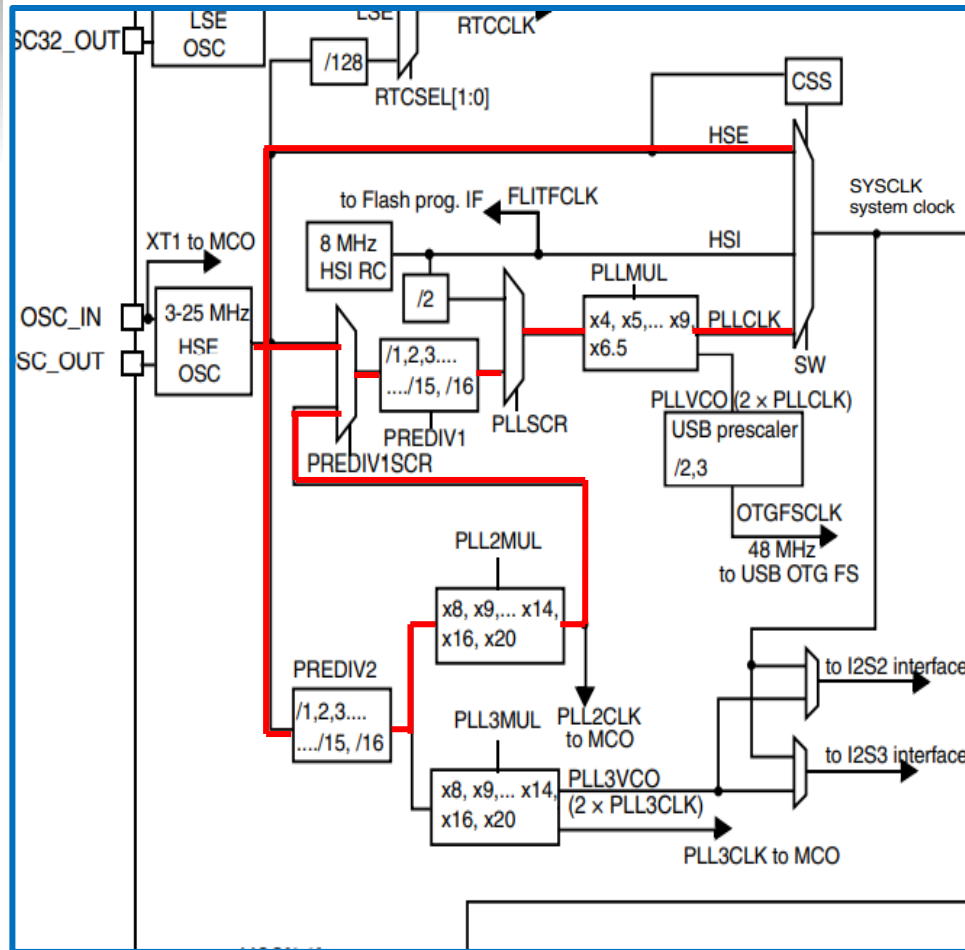 LSE
OSC
SC32_OUT
LSE
RTCCLK
/128
RTCSEL[1:0]
CSS
HSE
SYSCLK
system clock
to Flash prog. IF
FLITFCLK
HSI
XT1 to MCO
8 MHz
HSI RC
/2
PLLMUL
x4, x5,... x9,
x6.5
PLLCLK
SW
OSC_IN
SC_OUT
3-25 MHz
HSE
OSC
/1,2,3....
..../15, /16
PREDIV1
PLLSCR
PREDIV1SCR
PLLVCO (2 × PLLCLK)
USB prescaler
/2,3
OTGFSCLK
48 MHz
to USB OTG FS
PLL2MUL
x8, x9,... x14,
x16, x20
PLL2CLK
to MCO
PREDIV2
/1,2,3....
..../15, /16
PLL3MUL
x8, x9,... x14,
x16, x20
PLL3VCO
(2 × PLL3CLK)
PLL3CLK to MCO
to I2S2 interface
to I2S3 interface